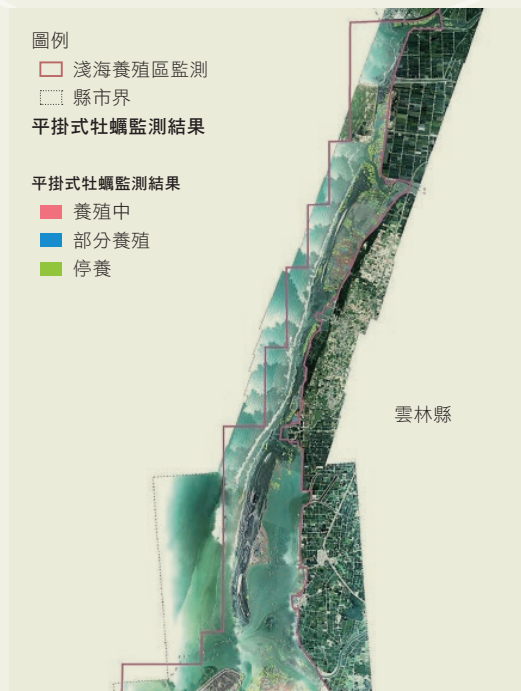 圖例
淺海養殖區監測
縣市界
平掛式牡蠣監測結果
平掛式牡蠣監測結果
養殖中
部分養殖
停養
雲林縣